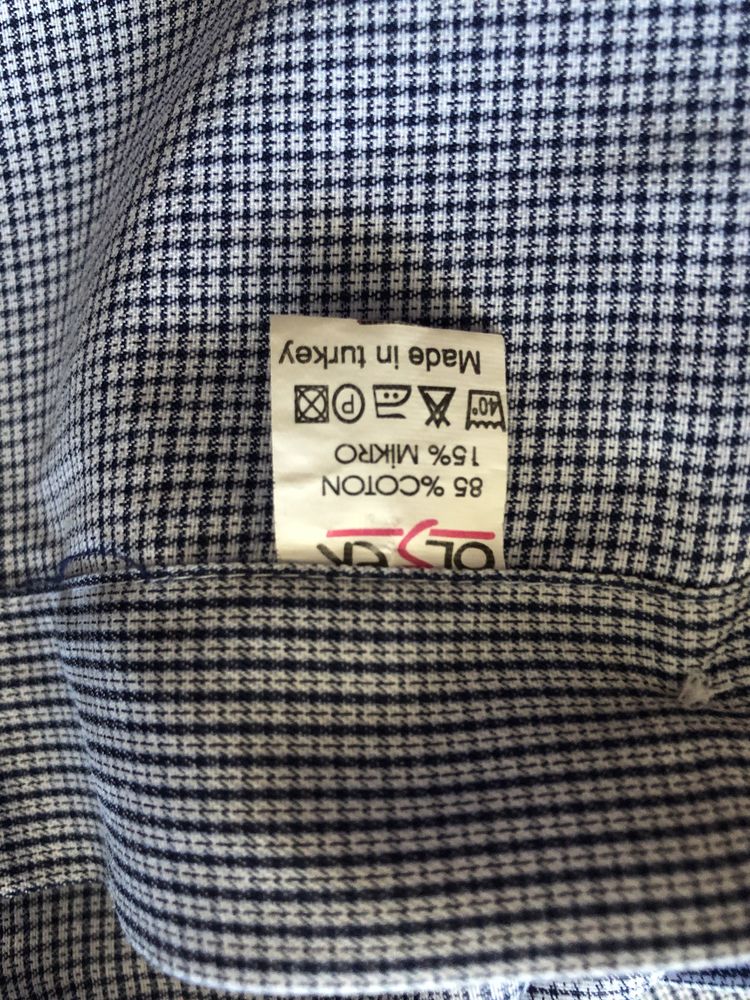 85 %COTON
15% MİKRO
40°
P
Made in turkey